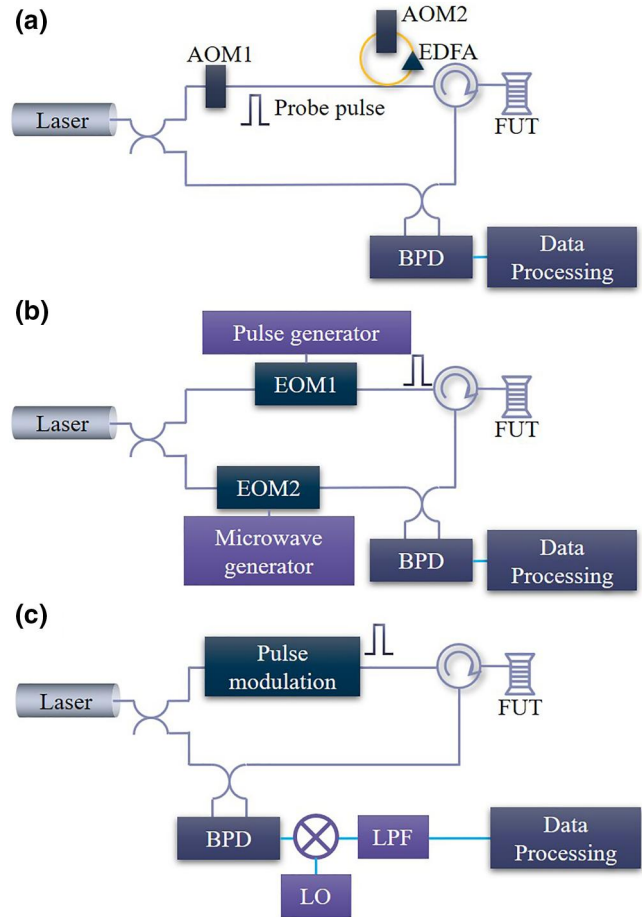 (a)
AOM2
AOM1
EDFA
Laser
Probe pulse
FUT
BPD
Data
Processing
(b)
Pulse generator
EOM1
Laser
FUT
EOM2
Microwave
generator
BPD
Data
Processing
(c)
Pulse
modulation
Laser
FUT
BPD
LPF
Data
Processing
LO